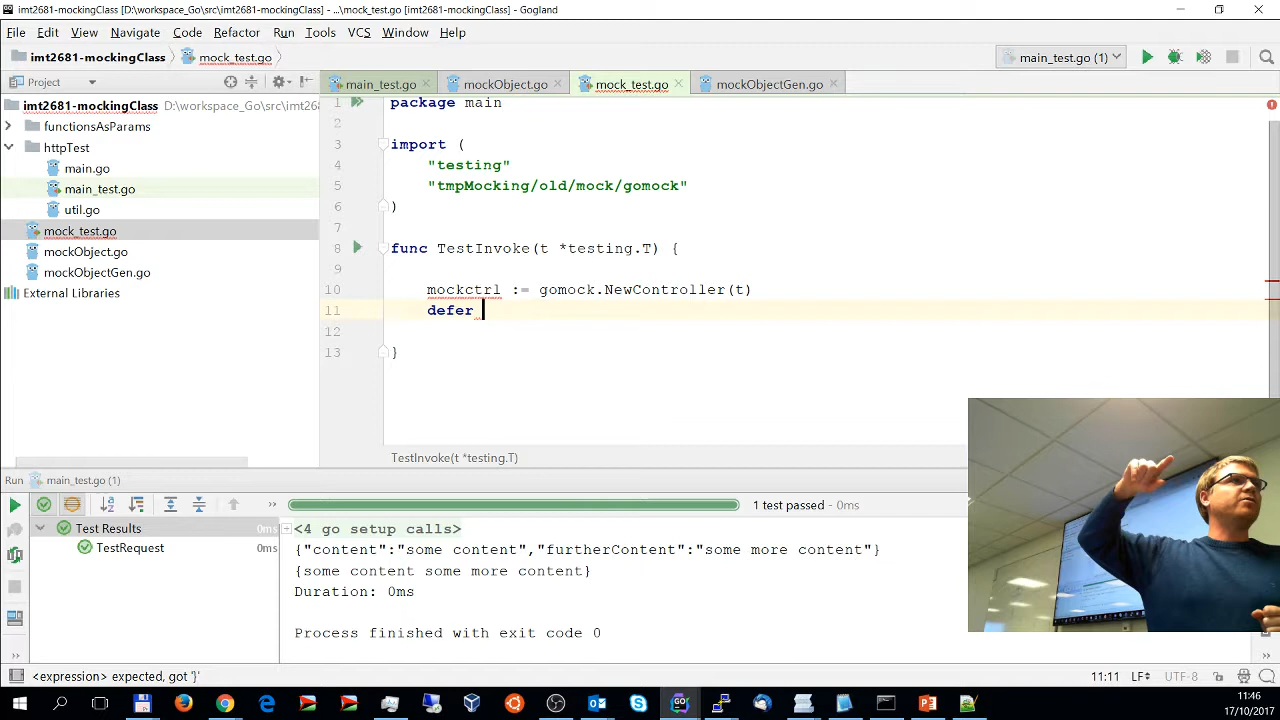 imt2681-mockingClass [D:\workspace_Go\src\imt2681-mockingClass] - ...\mock_test.go [imt2681-mockingClass] - Gogland
File Edit View Navigate Code Refactor Run Tools VCS Window Help
imt2681-mockingClass mock_test.go main_test.go (1)
Project main_test.go mockObject.go mock_test.go mockObjectGen.go
imt2681-mockingClass D:\workspace_Go\src\imt26
functionsAsParams
httpTest
main.go
main_test.go
util.go
mock_test.go
mockObject.go
mockObjectGen.go
External Libraries
1 package main
2
3 import (
4 "testing"
5 "tmpMocking/old/mock/gomock"
6 )
7
8 func TestInvoke(t *testing.T) {
9
10 mockctrl := gomock.NewController(t)
11 defer
12
13 }
TestInvoke(t *testing.T)
Run main_test.go (1)
1 test passed - 0ms
Test Results 0ms
TestRequest 0ms
<4 go setup calls>
{"content":"some content","furtherContent":"some more content"}
{some content some more content}
Duration: 0ms
Process finished with exit code 0
<expression> expected, got '}' 11:11 LF UTF-8
11:46
17/10/2017